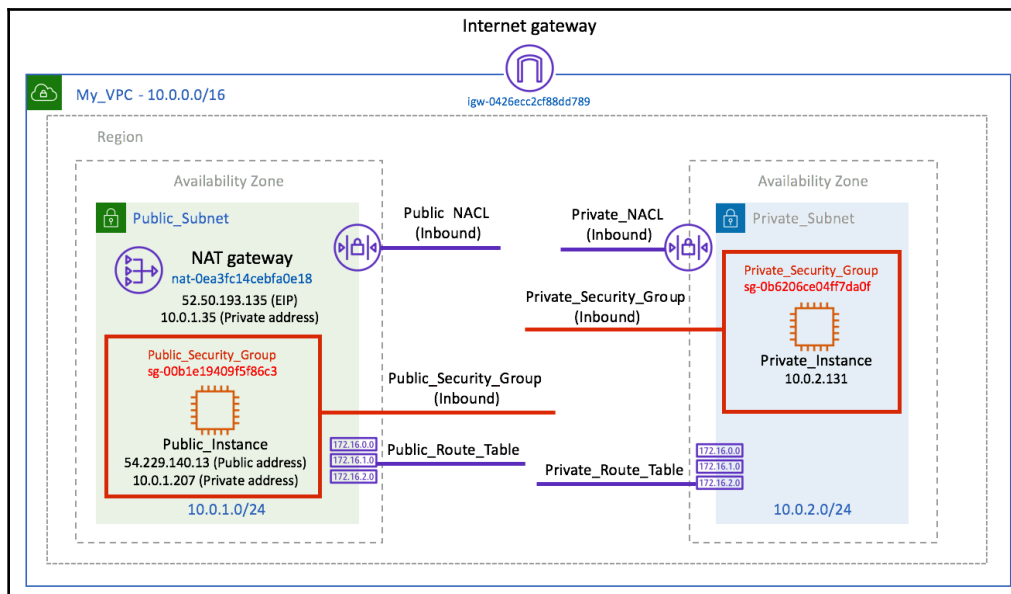 Internet gateway
igw-0426ecc2cf88dd789
My_VPC - 10.0.0.0/16
Region
Availability Zone
Public_Subnet
NAT gateway
nat-0ea3fc14cebfa0e18
52.50.193.135 (EIP)
10.0.1.35 (Private address)
Public_Security_Group
sg-00b1e19409f5f86c3
Public_Instance
54.229.140.13 (Public address)
10.0.1.207 (Private address)
10.0.1.0/24
172.16.0.0
172.16.1.0
172.16.2.0
Public_NACL
(Inbound)
Private_NACL
(Inbound)
Private_Security_Group
(Inbound)
Public_Security_Group
(Inbound)
Public_Route_Table
Private_Route_Table
Availability Zone
Private_Subnet
Private_Security_Group
sg-0b6206ce04ff7da0f
Private_Instance
10.0.2.131
172.16.0.0
172.16.1.0
172.16.2.0
10.0.2.0/24